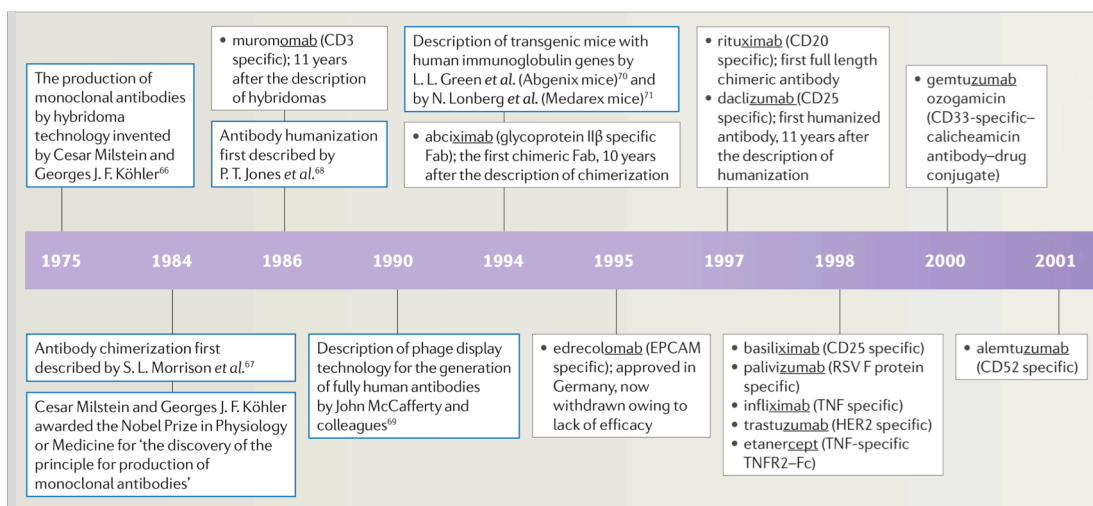 The production of
monoclonal antibodies
by hybridoma
technology invented
by Cesar Milstein and
Georges J. F. Köhler⁶⁶
• muromomab (CD3
specific); 11 years
after the description
of hybridomas
Antibody humanization
first described by
P. T. Jones et al.⁶⁸
Description of transgenic mice with
human immunoglobulin genes by
L. L. Green et al. (Abgenix mice)⁷⁰ and
by N. Lonberg et al. (Medarex mice)⁷¹
• abciximab (glycoprotein IIβ specific
Fab); the first chimeric Fab, 10 years
after the description of chimerization
• rituximab (CD20
specific); first full length
chimeric antibody
• daclizumab (CD25
specific); first humanized
antibody, 11 years after
the description of
humanization
• gemtuzumab
ozogamicin
(CD33-specific–
calicheamicin
antibody–drug
conjugate)
1975 1984 1986 1990 1994 1995 1997 1998 2000 2001
Antibody chimerization first
described by S. L. Morrison et al.⁶⁷
Cesar Milstein and Georges J. F. Köhler
awarded the Nobel Prize in Physiology
or Medicine for ‘the discovery of the
principle for production of
monoclonal antibodies’
Description of phage display
technology for the generation
of fully human antibodies
by John McCafferty and
colleagues⁶⁹
• edrecolomab (EPCAM
specific); approved in
Germany, now
withdrawn owing to
lack of efficacy
• basiliximab (CD25 specific)
• palivizumab (RSV F protein
specific)
• infliximab (TNF specific)
• trastuzumab (HER2 specific)
• etanercept (TNF-specific
TNFR2–Fc)
• alemtuzumab
(CD52 specific)